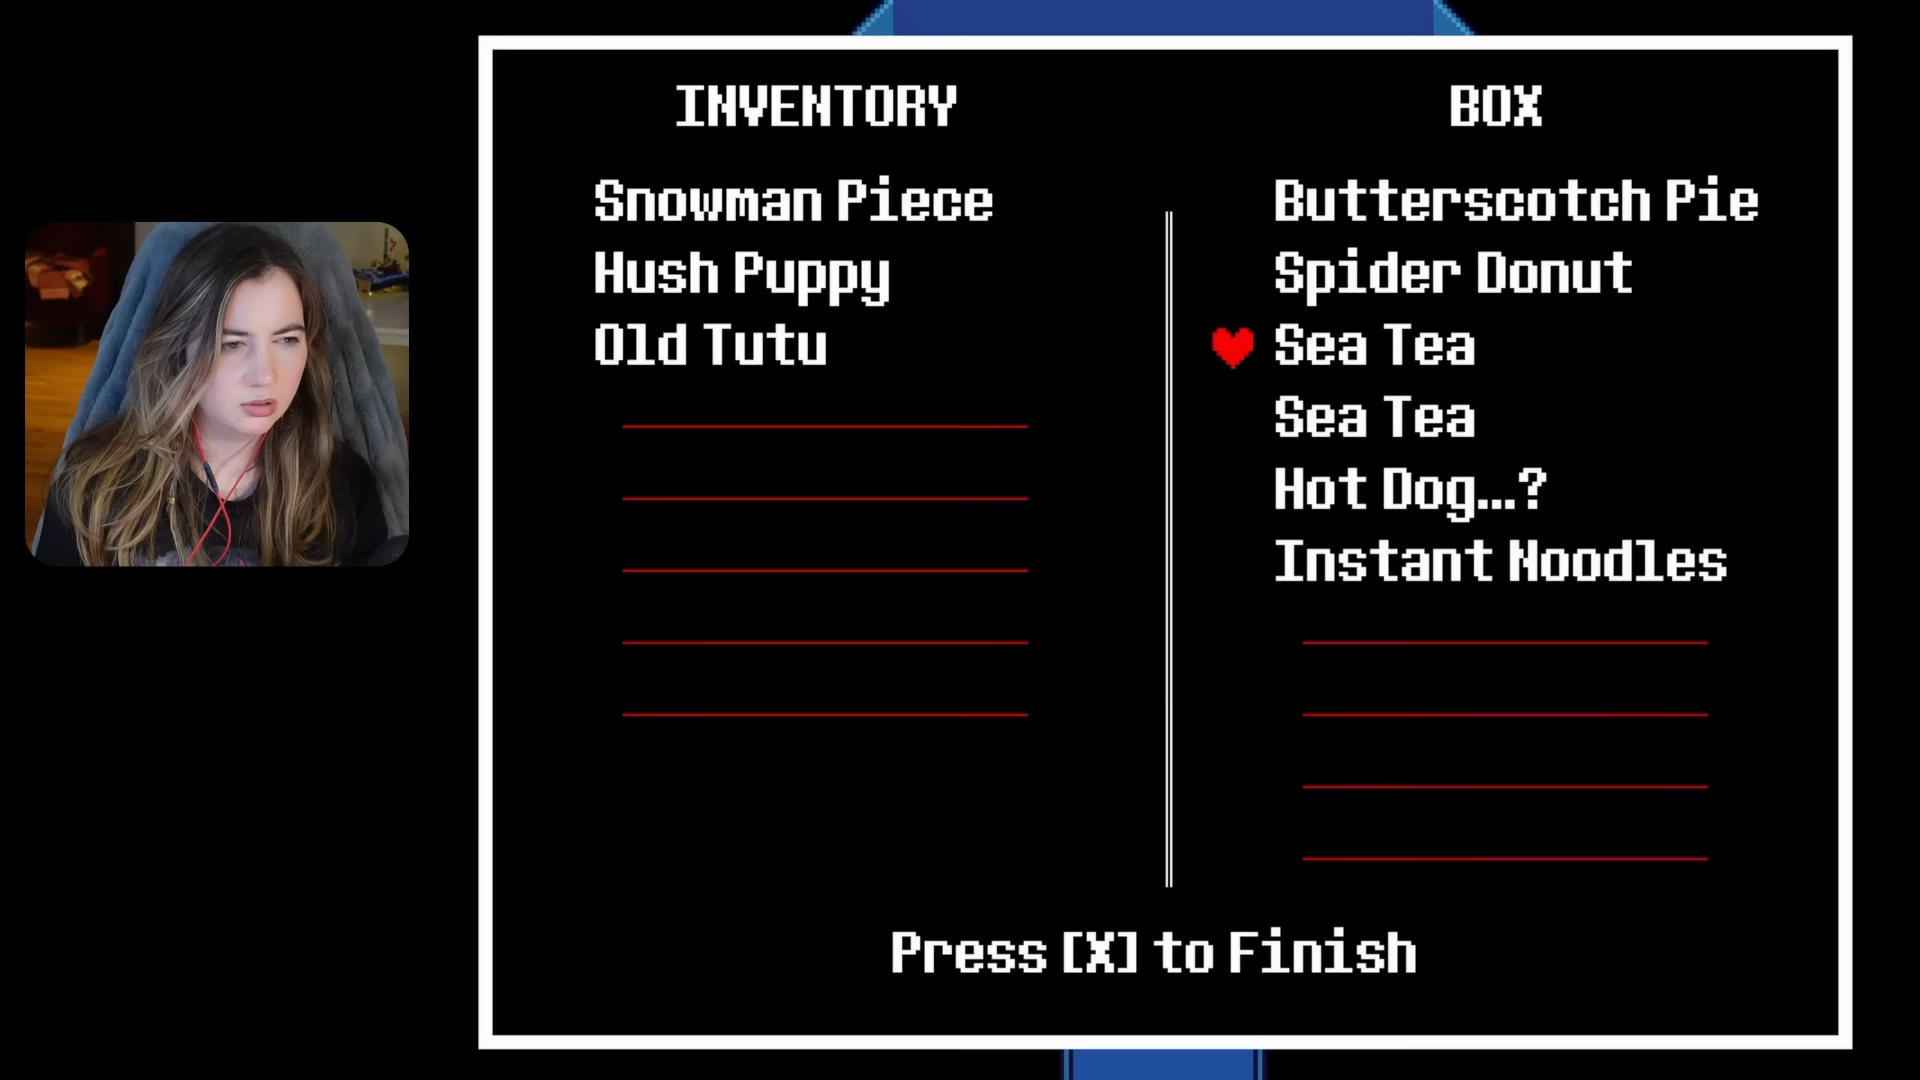 INVENTORY
Snowman Piece
Hush Puppy
Old Tutu
BOX
Butterscotch Pie
Spider Donut
Sea Tea
Sea Tea
Hot Dog...?
Instant Noodles
Press [X] to Finish